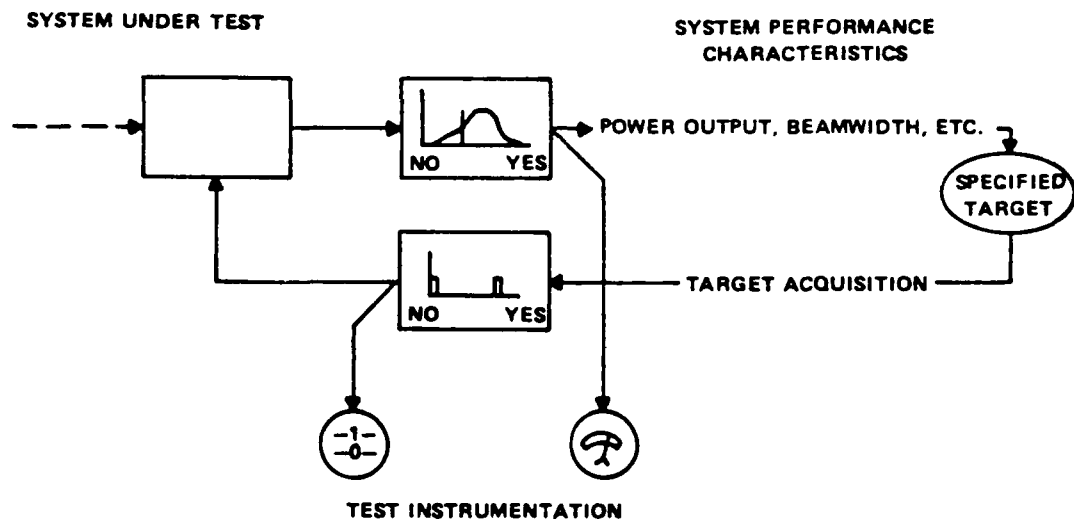 SYSTEM UNDER TEST
SYSTEM PERFORMANCE
CHARACTERISTICS
NO YES
POWER OUTPUT, BEAMWIDTH, ETC.
SPECIFIED
TARGET
NO YES
TARGET ACQUISITION
-1-
-0-
TEST INSTRUMENTATION